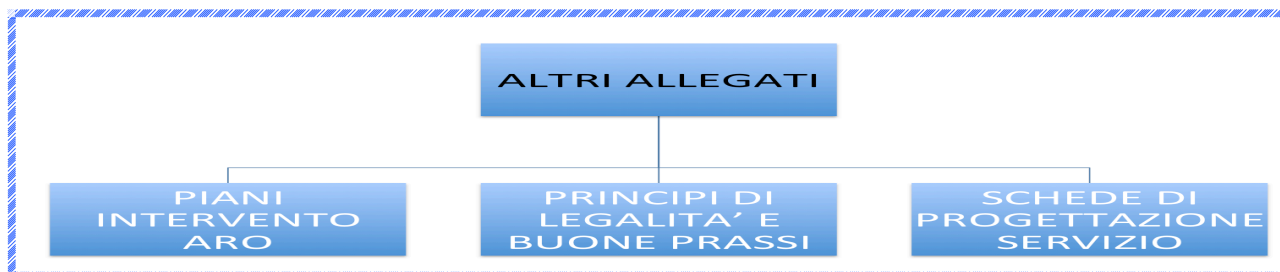 ALTRI ALLEGATI
PIANI
INTERVENTO
ARO
PRINCIPI DI
LEGALITA’ E
BUONE PRASSI
SCHEDE DI
PROGETTAZIONE
SERVIZIO